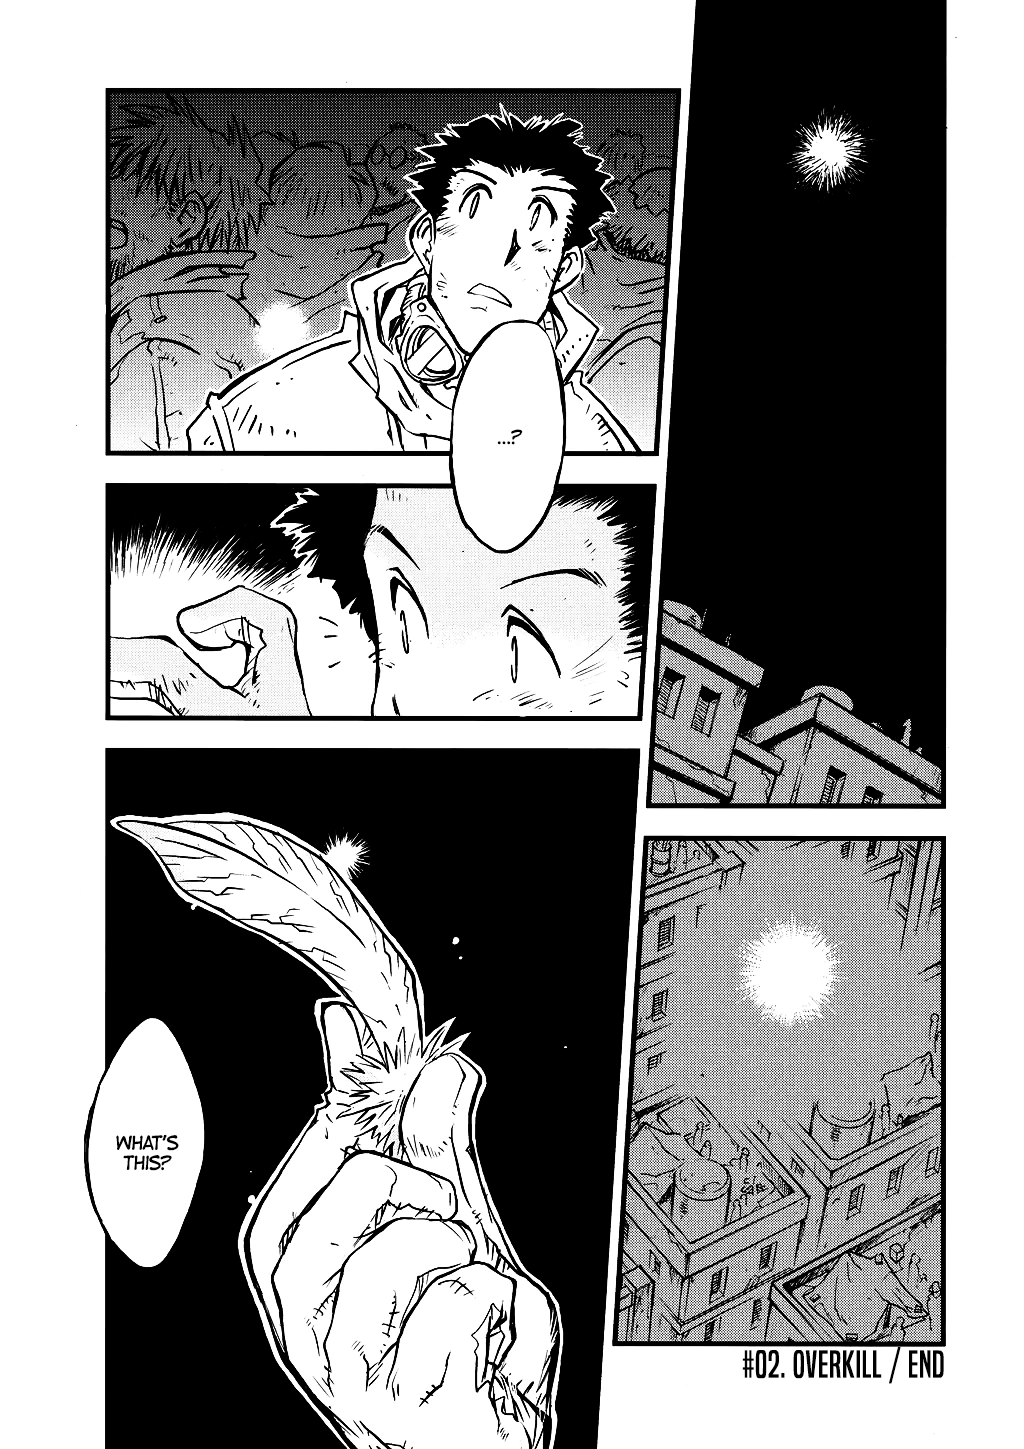 ....?
WHAT'S
THIS?
#02. OVERKILL / END